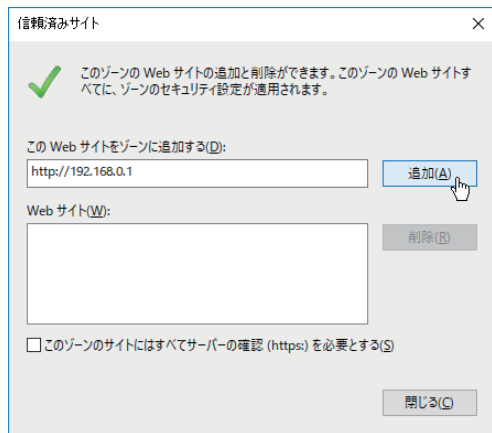 信頼済みサイト
このゾーンの Web サイトの追加と削除ができます。このゾーンの Web サイトす
べてに、ゾーンのセキュリティ設定が適用されます。
この Web サイトをゾーンに追加する(D):
http://192.168.0.1
追加(A)
Web サイト(W):
削除(R)
このゾーンのサイトにはすべてサーバーの確認 (https:) を必要とする(S)
閉じる(C)